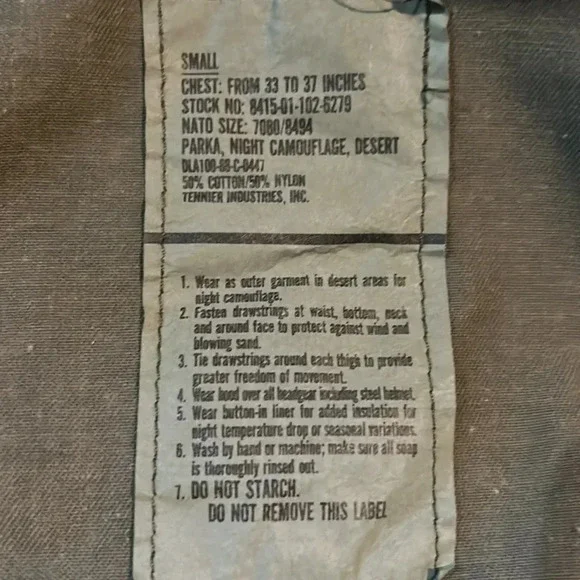 SMALL
CHEST: FROM 33 TO 37 INCHES
STOCK NO: 8415-01-102-6279
NATO SIZE: 7080/8494
PARKA, NIGHT CAMOUFLAGE, DESERT
DLA100-88-C-0447
50% COTTON/50% NYLON
TENNIER INDUSTRIES, INC.
1. Wear as outer garment in desert areas for
night camouflage.
2. Fasten drawstrings at waist, bottom, neck
and around face to protect against wind and
blowing sand.
3. Tie drawstrings around each thigh to provide
greater freedom of movement.
4. Wear hood over all headgear including steel helmet.
5. Wear button-in liner for added insulation for
night temperature drop or seasonal variations.
6. Wash by hand or machine; make sure all soap
is thoroughly rinsed out.
7. DO NOT STARCH.
DO NOT REMOVE THIS LABEL